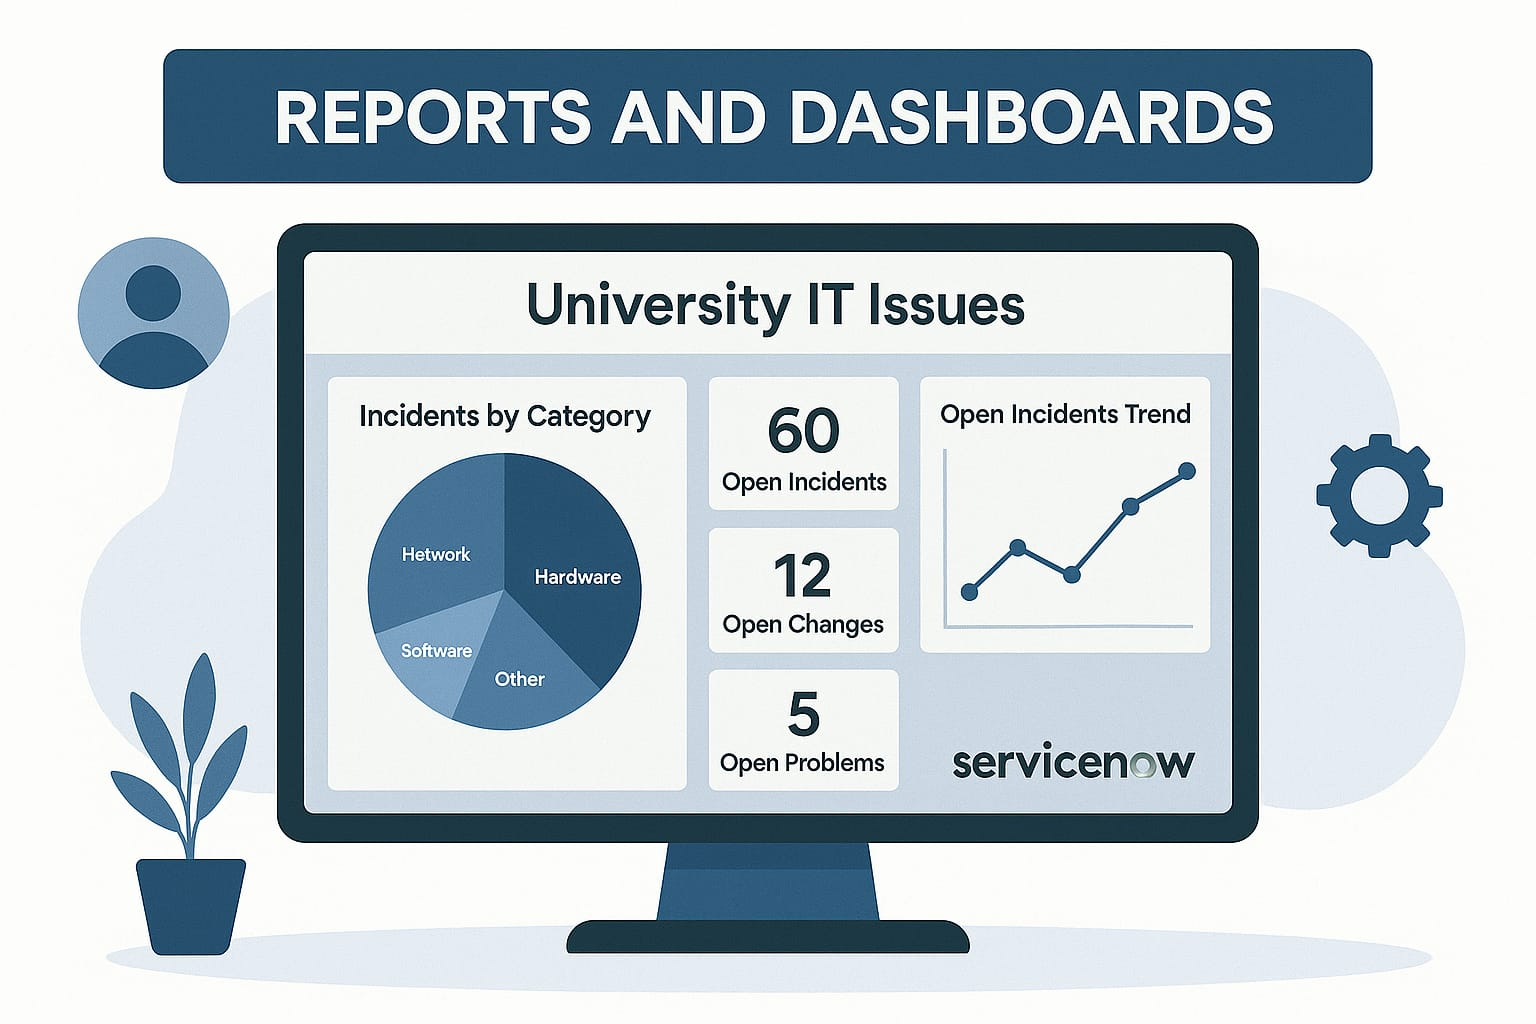 REPORTS AND DASHBOARDS
University IT Issues
Incidents by Category
Hetwork
Hardware
Software
Other
60
Open Incidents
12
Open Changes
5
Open Problems
Open Incidents Trend
servicenow